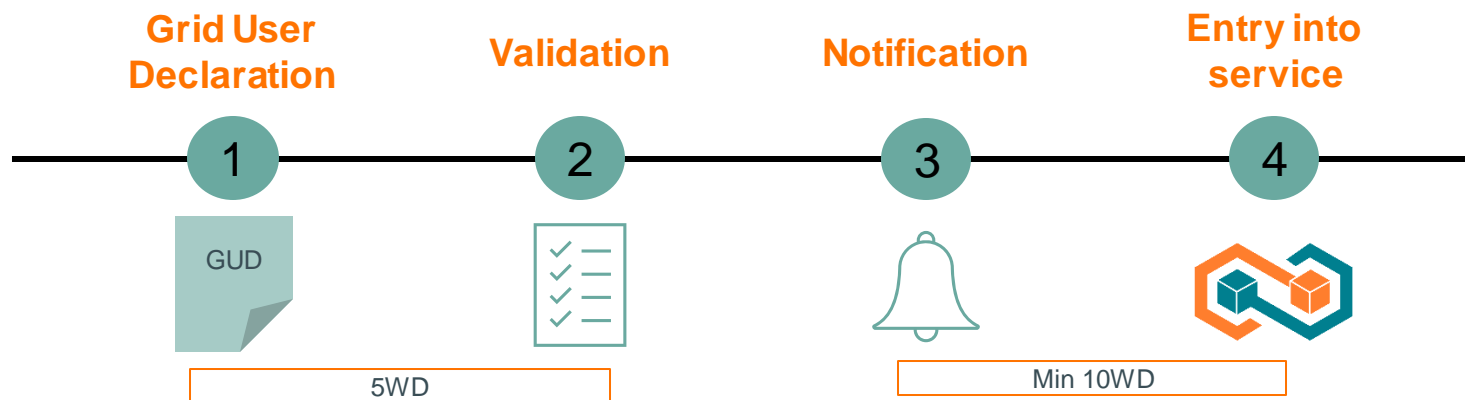 Grid User
Declaration
Validation
Notification
Entry into
service
1
2
3
4
GUD
5WD
Min 10WD